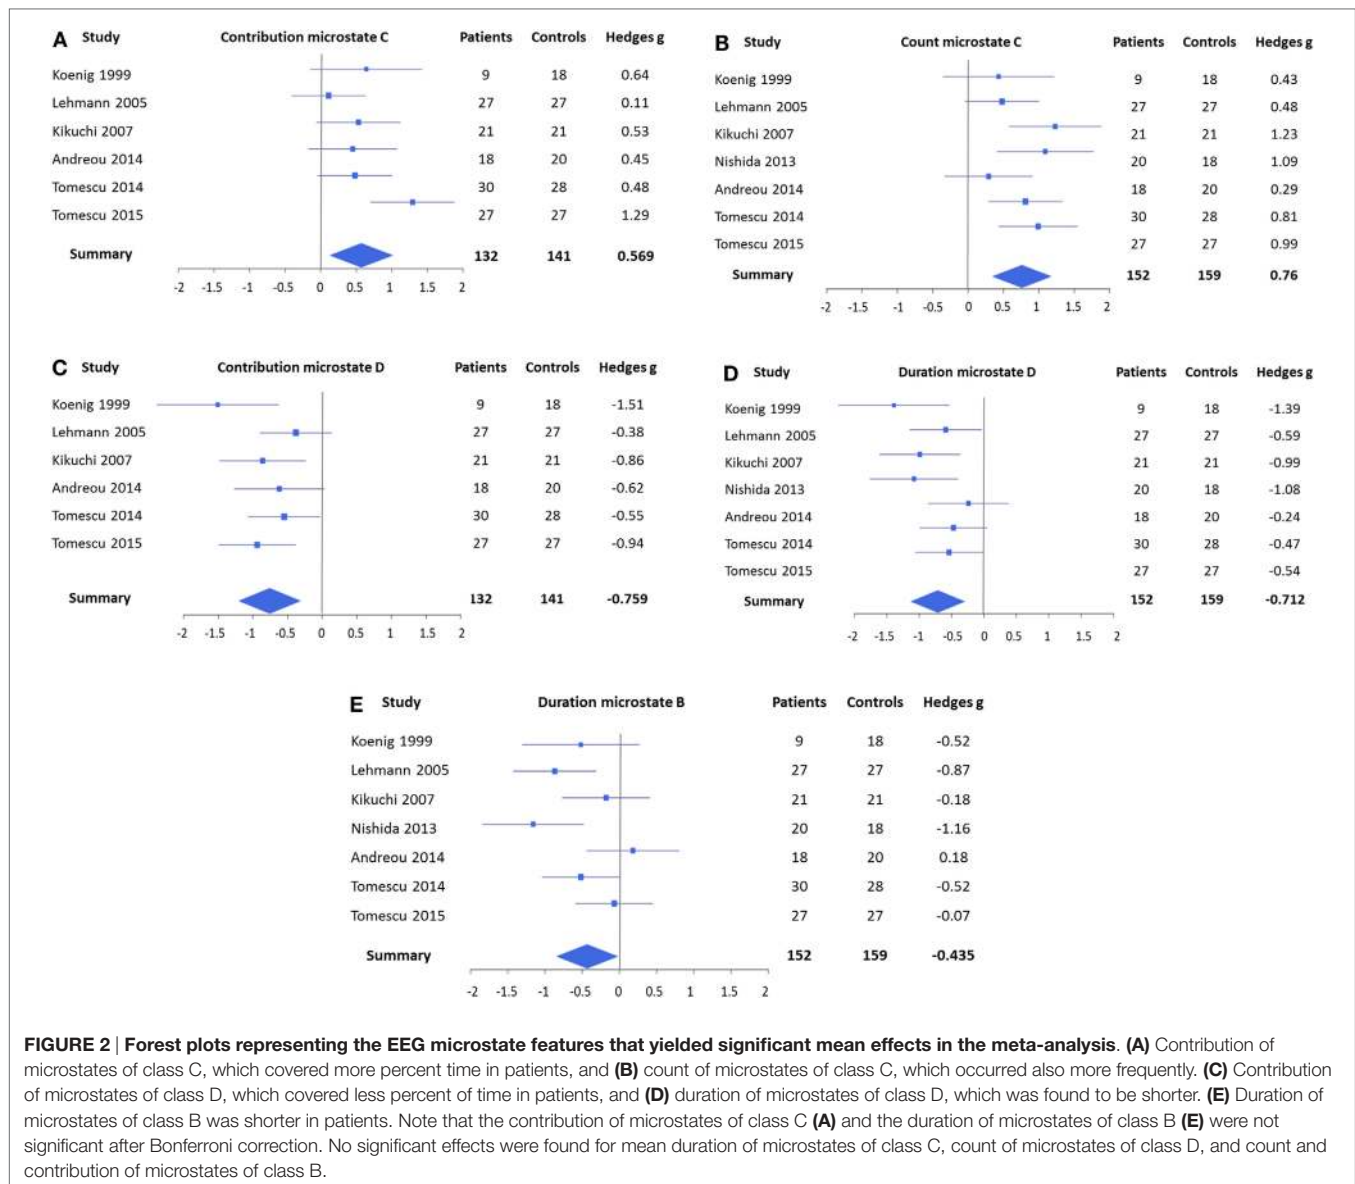 A Study Contribution microstate C Patients Controls Hedges g
Koenig 1999 9 18 0.64
Lehmann 2005 27 27 0.11
Kikuchi 2007 21 21 0.53
Andreou 2014 18 20 0.45
Tomescu 2014 30 28 0.48
Tomescu 2015 27 27 1.29
Summary 132 141 0.569
-2 -1.5 -1 -0.5 0 0.5 1 1.5 2
B Study Count microstate C Patients Controls Hedges g
Koenig 1999 9 18 0.43
Lehmann 2005 27 27 0.48
Kikuchi 2007 21 21 1.23
Nishida 2013 20 18 1.09
Andreou 2014 18 20 0.29
Tomescu 2014 30 28 0.81
Tomescu 2015 27 27 0.99
Summary 152 159 0.76
-2 -1.5 -1 -0.5 0 0.5 1 1.5 2
C Study Contribution microstate D Patients Controls Hedges g
Koenig 1999 9 18 -1.51
Lehmann 2005 27 27 -0.38
Kikuchi 2007 21 21 -0.86
Andreou 2014 18 20 -0.62
Tomescu 2014 30 28 -0.55
Tomescu 2015 27 27 -0.94
Summary 132 141 -0.759
-2 -1.5 -1 -0.5 0 0.5 1 1.5 2
D Study Duration microstate D Patients Controls Hedges g
Koenig 1999 9 18 -1.39
Lehmann 2005 27 27 -0.59
Kikuchi 2007 21 21 -0.99
Nishida 2013 20 18 -1.08
Andreou 2014 18 20 -0.24
Tomescu 2014 30 28 -0.47
Tomescu 2015 27 27 -0.54
Summary 152 159 -0.712
-2 -1 -1 -0.5 0 0.5 1 1.5 2
E Study Duration microstate B Patients Controls Hedges g
Koenig 1999 9 18 -0.52
Lehmann 2005 27 27 -0.87
Kikuchi 2007 21 21 -0.18
Nishida 2013 20 18 -1.16
Andreou 2014 18 20 0.18
Tomescu 2014 30 28 -0.52
Tomescu 2015 27 27 -0.07
Summary 152 159 -0.435
-2 -1.5 -1 -0.5 0 0.5 1 1.5 2
FIGURE 2 | Forest plots representing the EEG microstate features that yielded significant mean effects in the meta-analysis. (A) Contribution of
microstates of class C, which covered more percent time in patients, and (B) count of microstates of class C, which occurred also more frequently. (C) Contribution
of microstates of class D, which covered less percent of time in patients, and (D) duration of microstates of class D, which was found to be shorter. (E) Duration of
microstates of class B was shorter in patients. Note that the contribution of microstates of class C (A) and the duration of microstates of class B (E) were not
significant after Bonferroni correction. No significant effects were found for mean duration of microstates of class C, count of microstates of class D, and count and
contribution of microstates of class B.